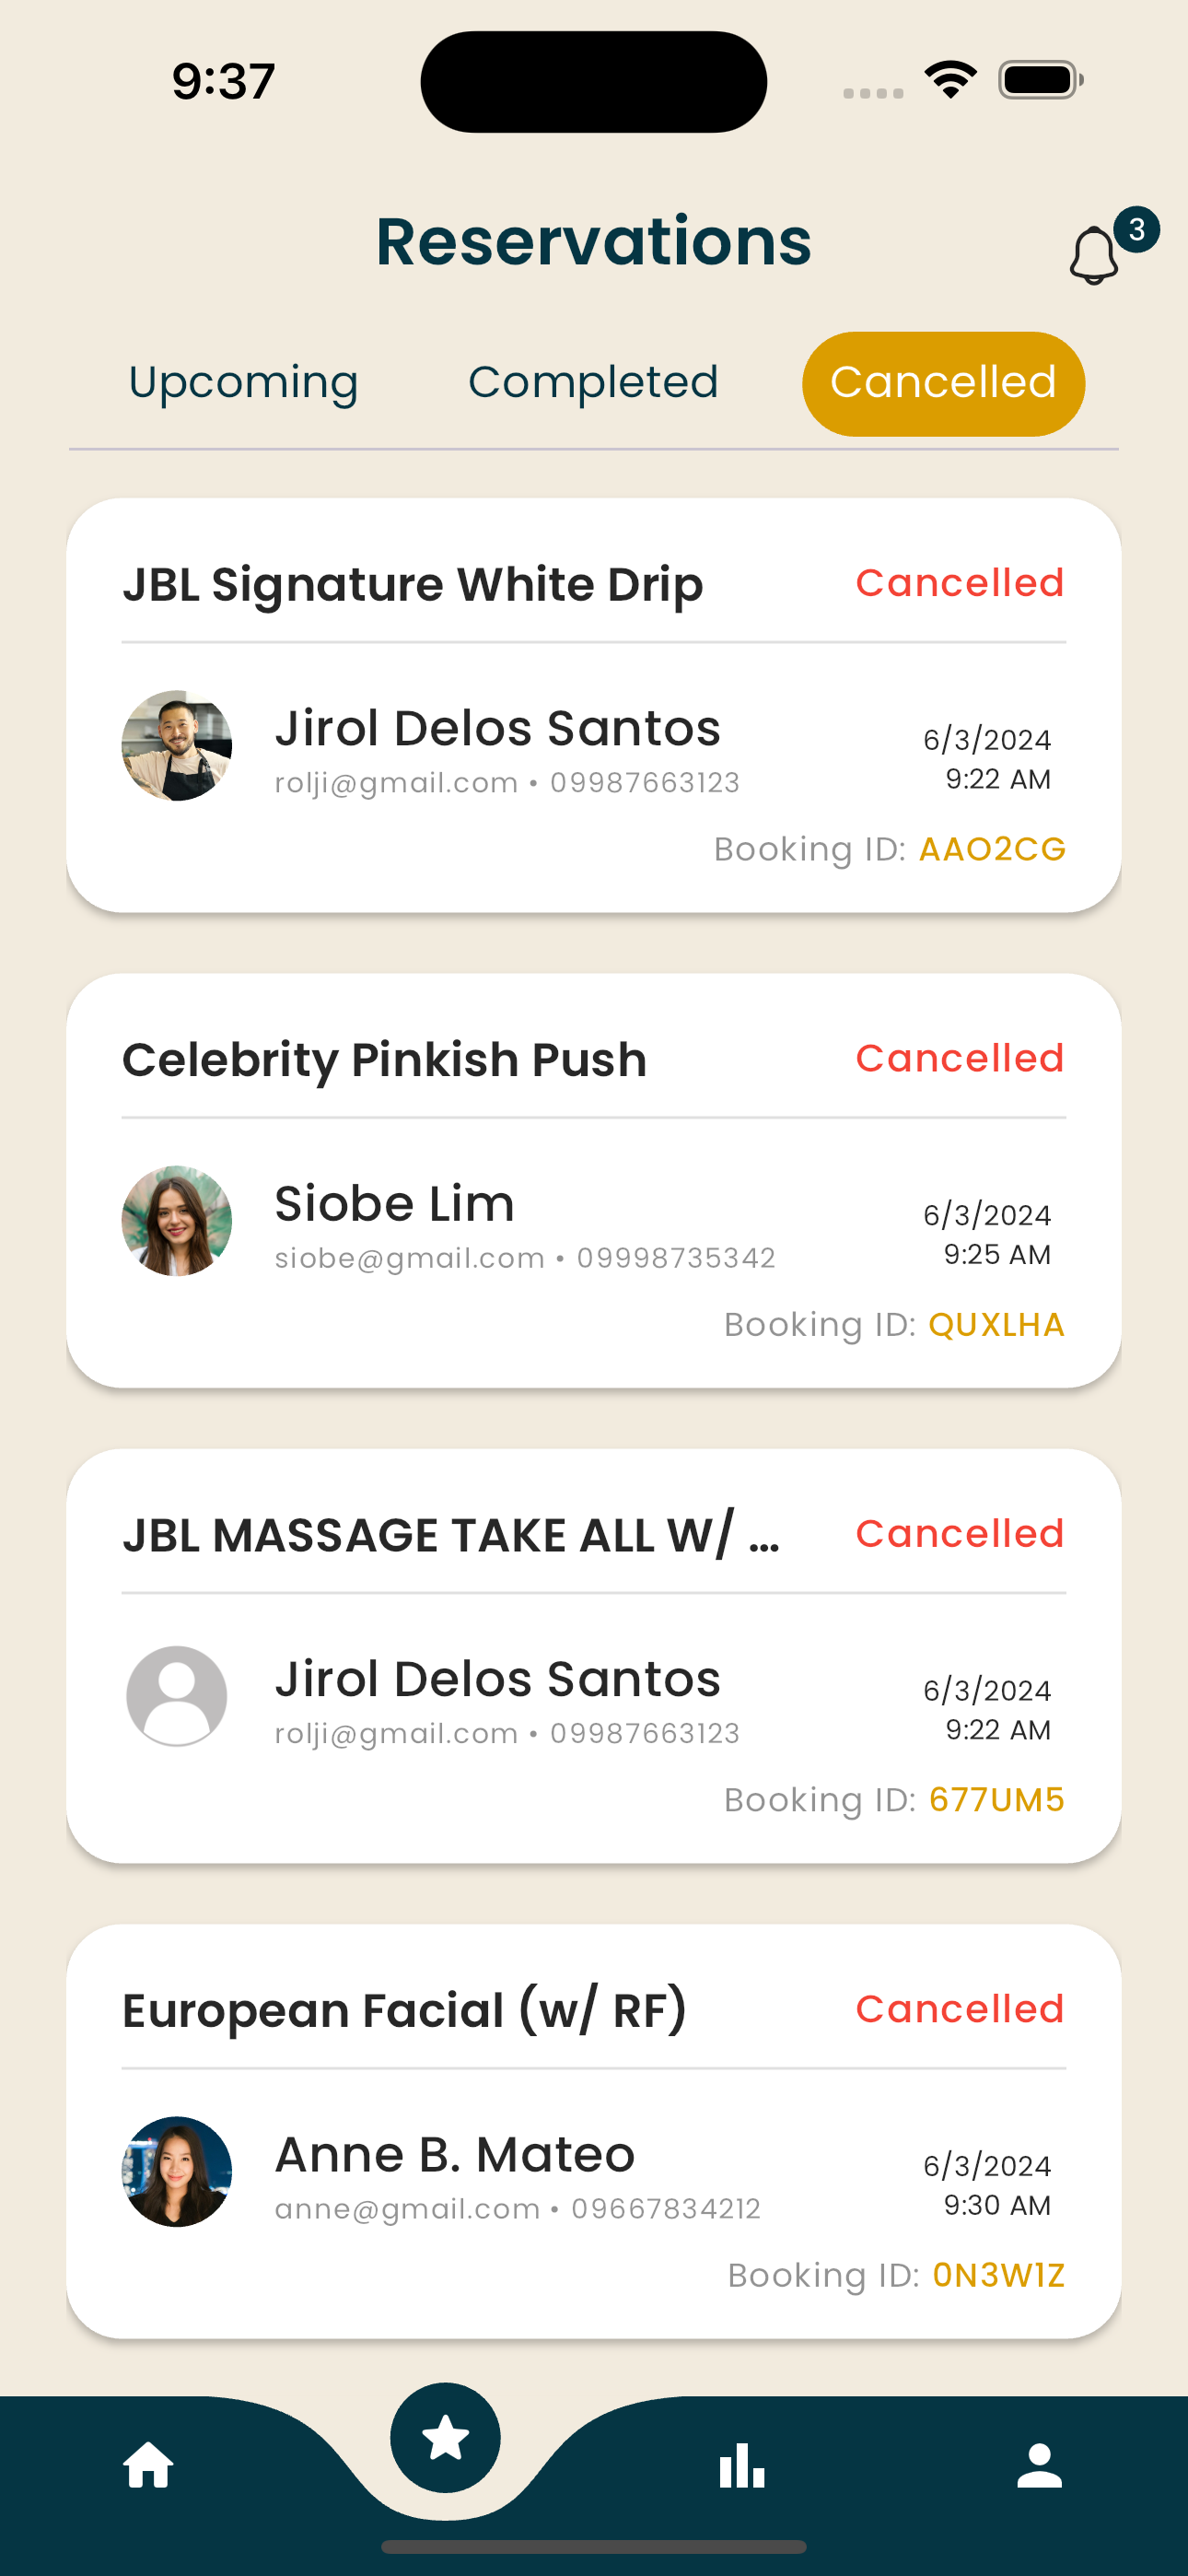 9:37
Reservations
3
Upcoming Completed Cancelled
JBL Signature White Drip Cancelled
Jirol Delos Santos
rolji@gmail.com • 09987663123
6/3/2024
9:22 AM
Booking ID: AAO2CG
Celebrity Pinkish Push Cancelled
Siobe Lim
siobe@gmail.com • 09998735342
6/3/2024
9:25 AM
Booking ID: QUXLHA
JBL MASSAGE TAKE ALL W/ ... Cancelled
Jirol Delos Santos
rolji@gmail.com • 09987663123
6/3/2024
9:22 AM
Booking ID: 677UM5
European Facial (w/ RF) Cancelled
Anne B. Mateo
anne@gmail.com • 09667834212
6/3/2024
9:30 AM
Booking ID: 0N3W1Z